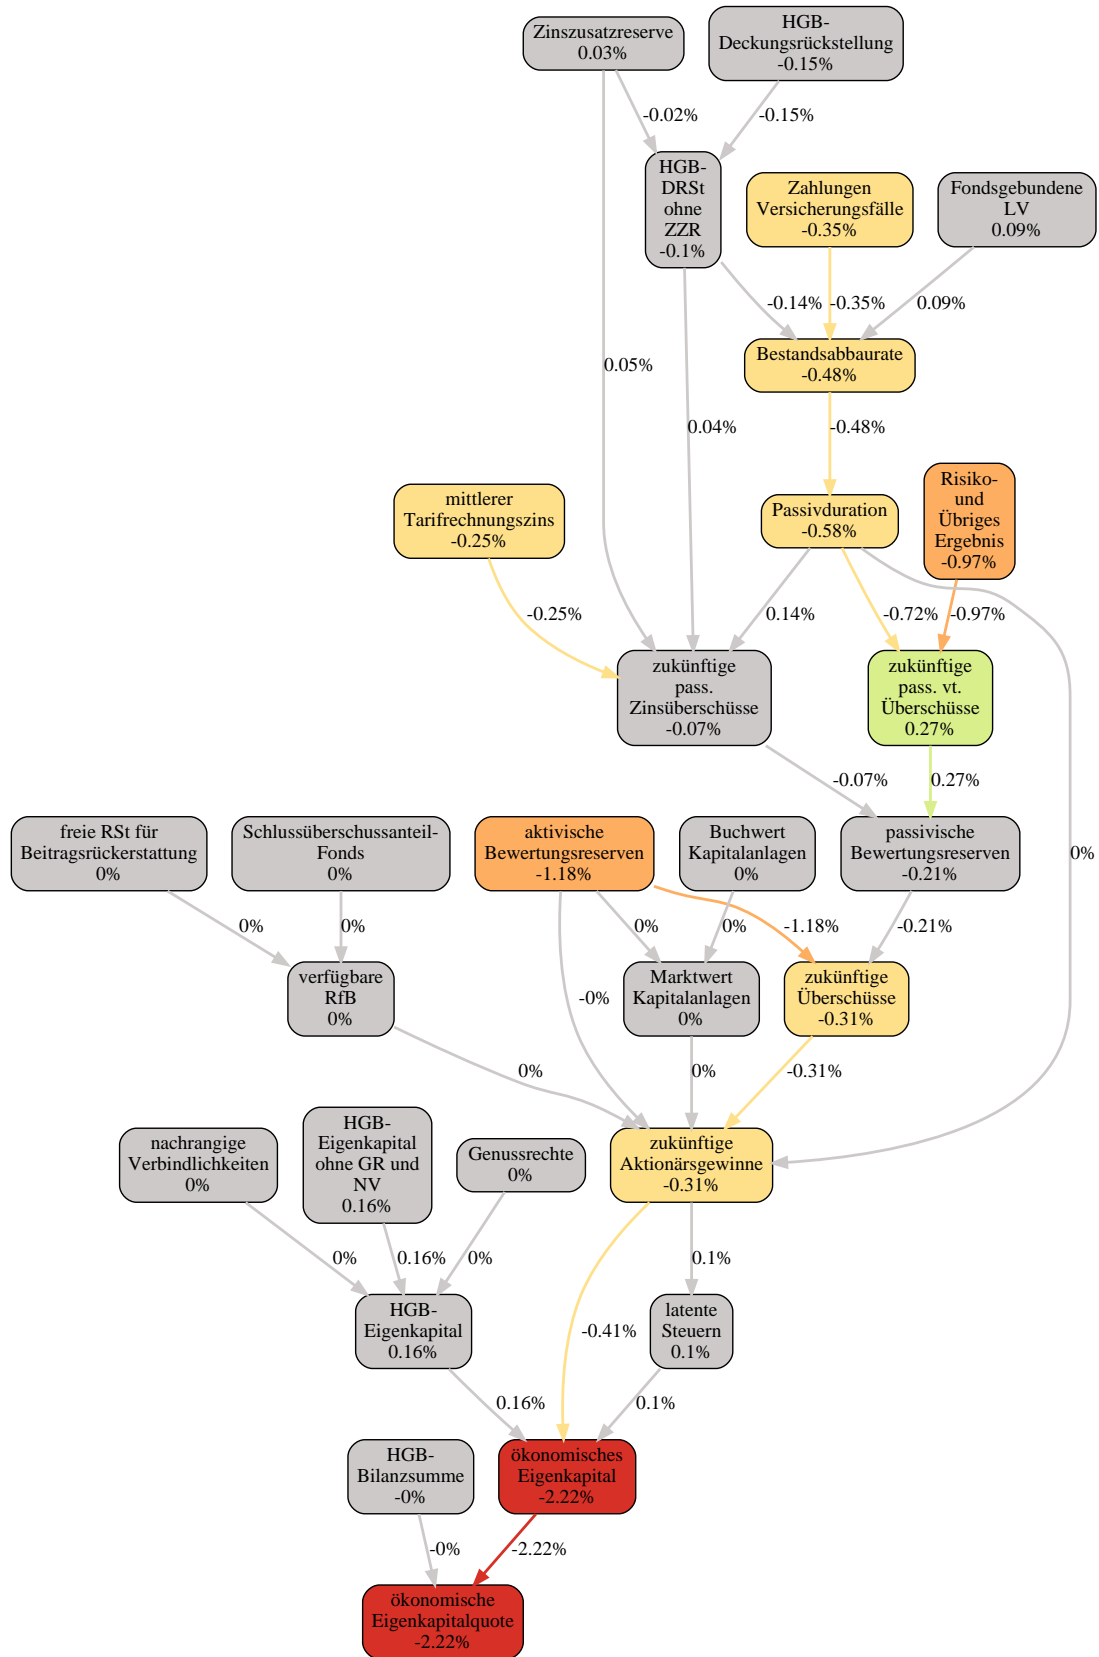 Zinszusatzreserve
0.03%
HGB-
Deckungsrückstellung
-0.15%
-0.02%
-0.15%
HGB-
DRSt
ohne
ZZR
-0.1%
Zahlungen
Versicherungsfälle
-0.35%
Fondsgebundene
LV
0.09%
-0.14%
-0.35%
0.09%
Bestandsabbaurate
-0.48%
0.05%
0.04%
-0.48%
mittlerer
Tarifrechnungszins
-0.25%
Passivduration
-0.58%
Risiko-
und
Übriges
Ergebnis
-0.97%
-0.25%
0.14%
-0.72%
-0.97%
zukünftige
pass.
Zinsüberschüsse
-0.07%
zukünftige
pass. vt.
Überschüsse
0.27%
-0.07%
0.27%
0%
freie RSt für
Beitragsrückerstattung
0%
Schlussüberschussanteil-
Fonds
0%
aktivische
Bewertungsreserven
-1.18%
Buchwert
Kapitalanlagen
0%
passivische
Bewertungsreserven
-0.21%
0%
0%
0%
0%
-1.18%
-0.21%
verfügbare
RfB
0%
-0%
Marktwert
Kapitalanlagen
0%
zukünftige
Überschüsse
-0.31%
0%
0%
-0.31%
nachrangige
Verbindlichkeiten
0%
HGB-
Eigenkapital
ohne GR und
NV
0.16%
Genussrechte
0%
zukünftige
Aktionärsgewinne
-0.31%
0%
0.16%
0%
0.1%
HGB-
Eigenkapital
0.16%
-0.41%
latente
Steuern
0.1%
0.16%
0.1%
HGB-
Bilanzsumme
-0%
ökonomisches
Eigenkapital
-2.22%
-0%
-2.22%
ökonomische
Eigenkapitalquote
-2.22%